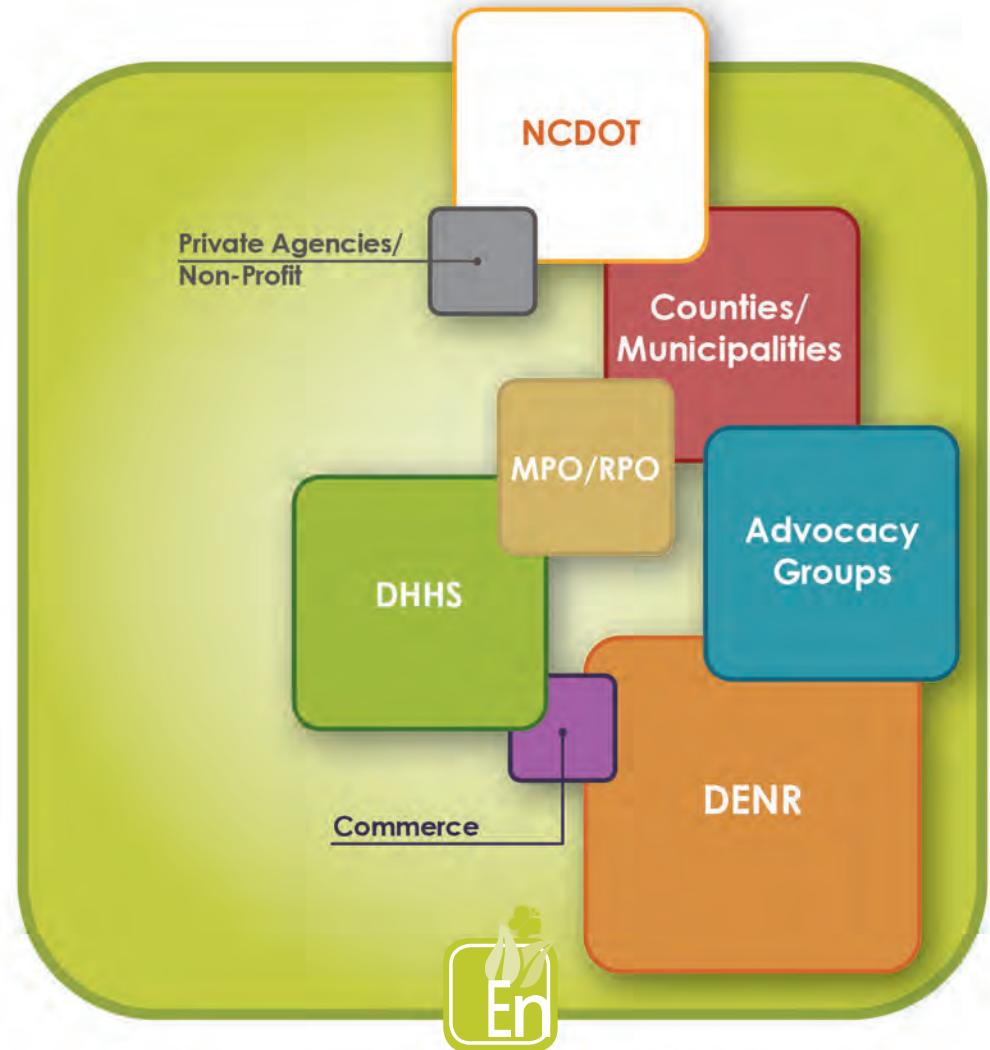 NCDOT
Private Agencies/
Non-Profit
Counties/
Municipalities
MPO/RPO
Advocacy
Groups
DHHS
DENR
Commerce
En